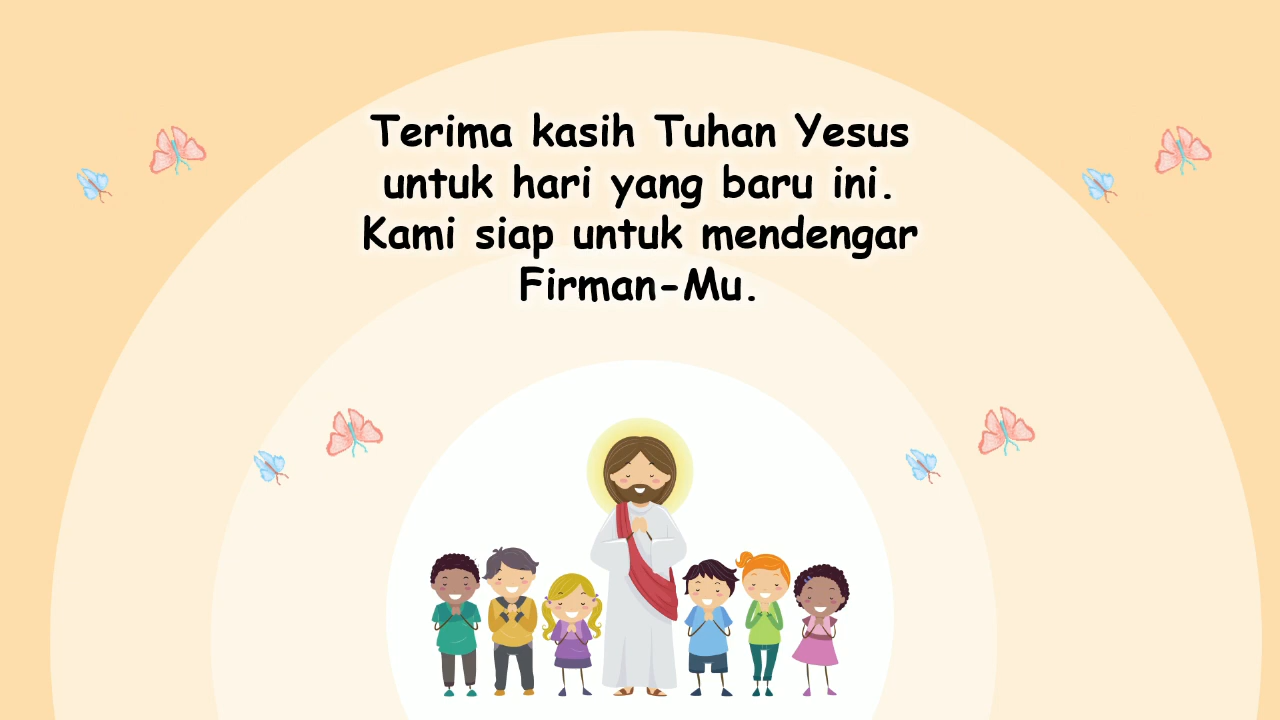 Terima kasih Tuhan Yesus
untuk hari yang baru ini.
Kami siap untuk mendengar
Firman-Mu.